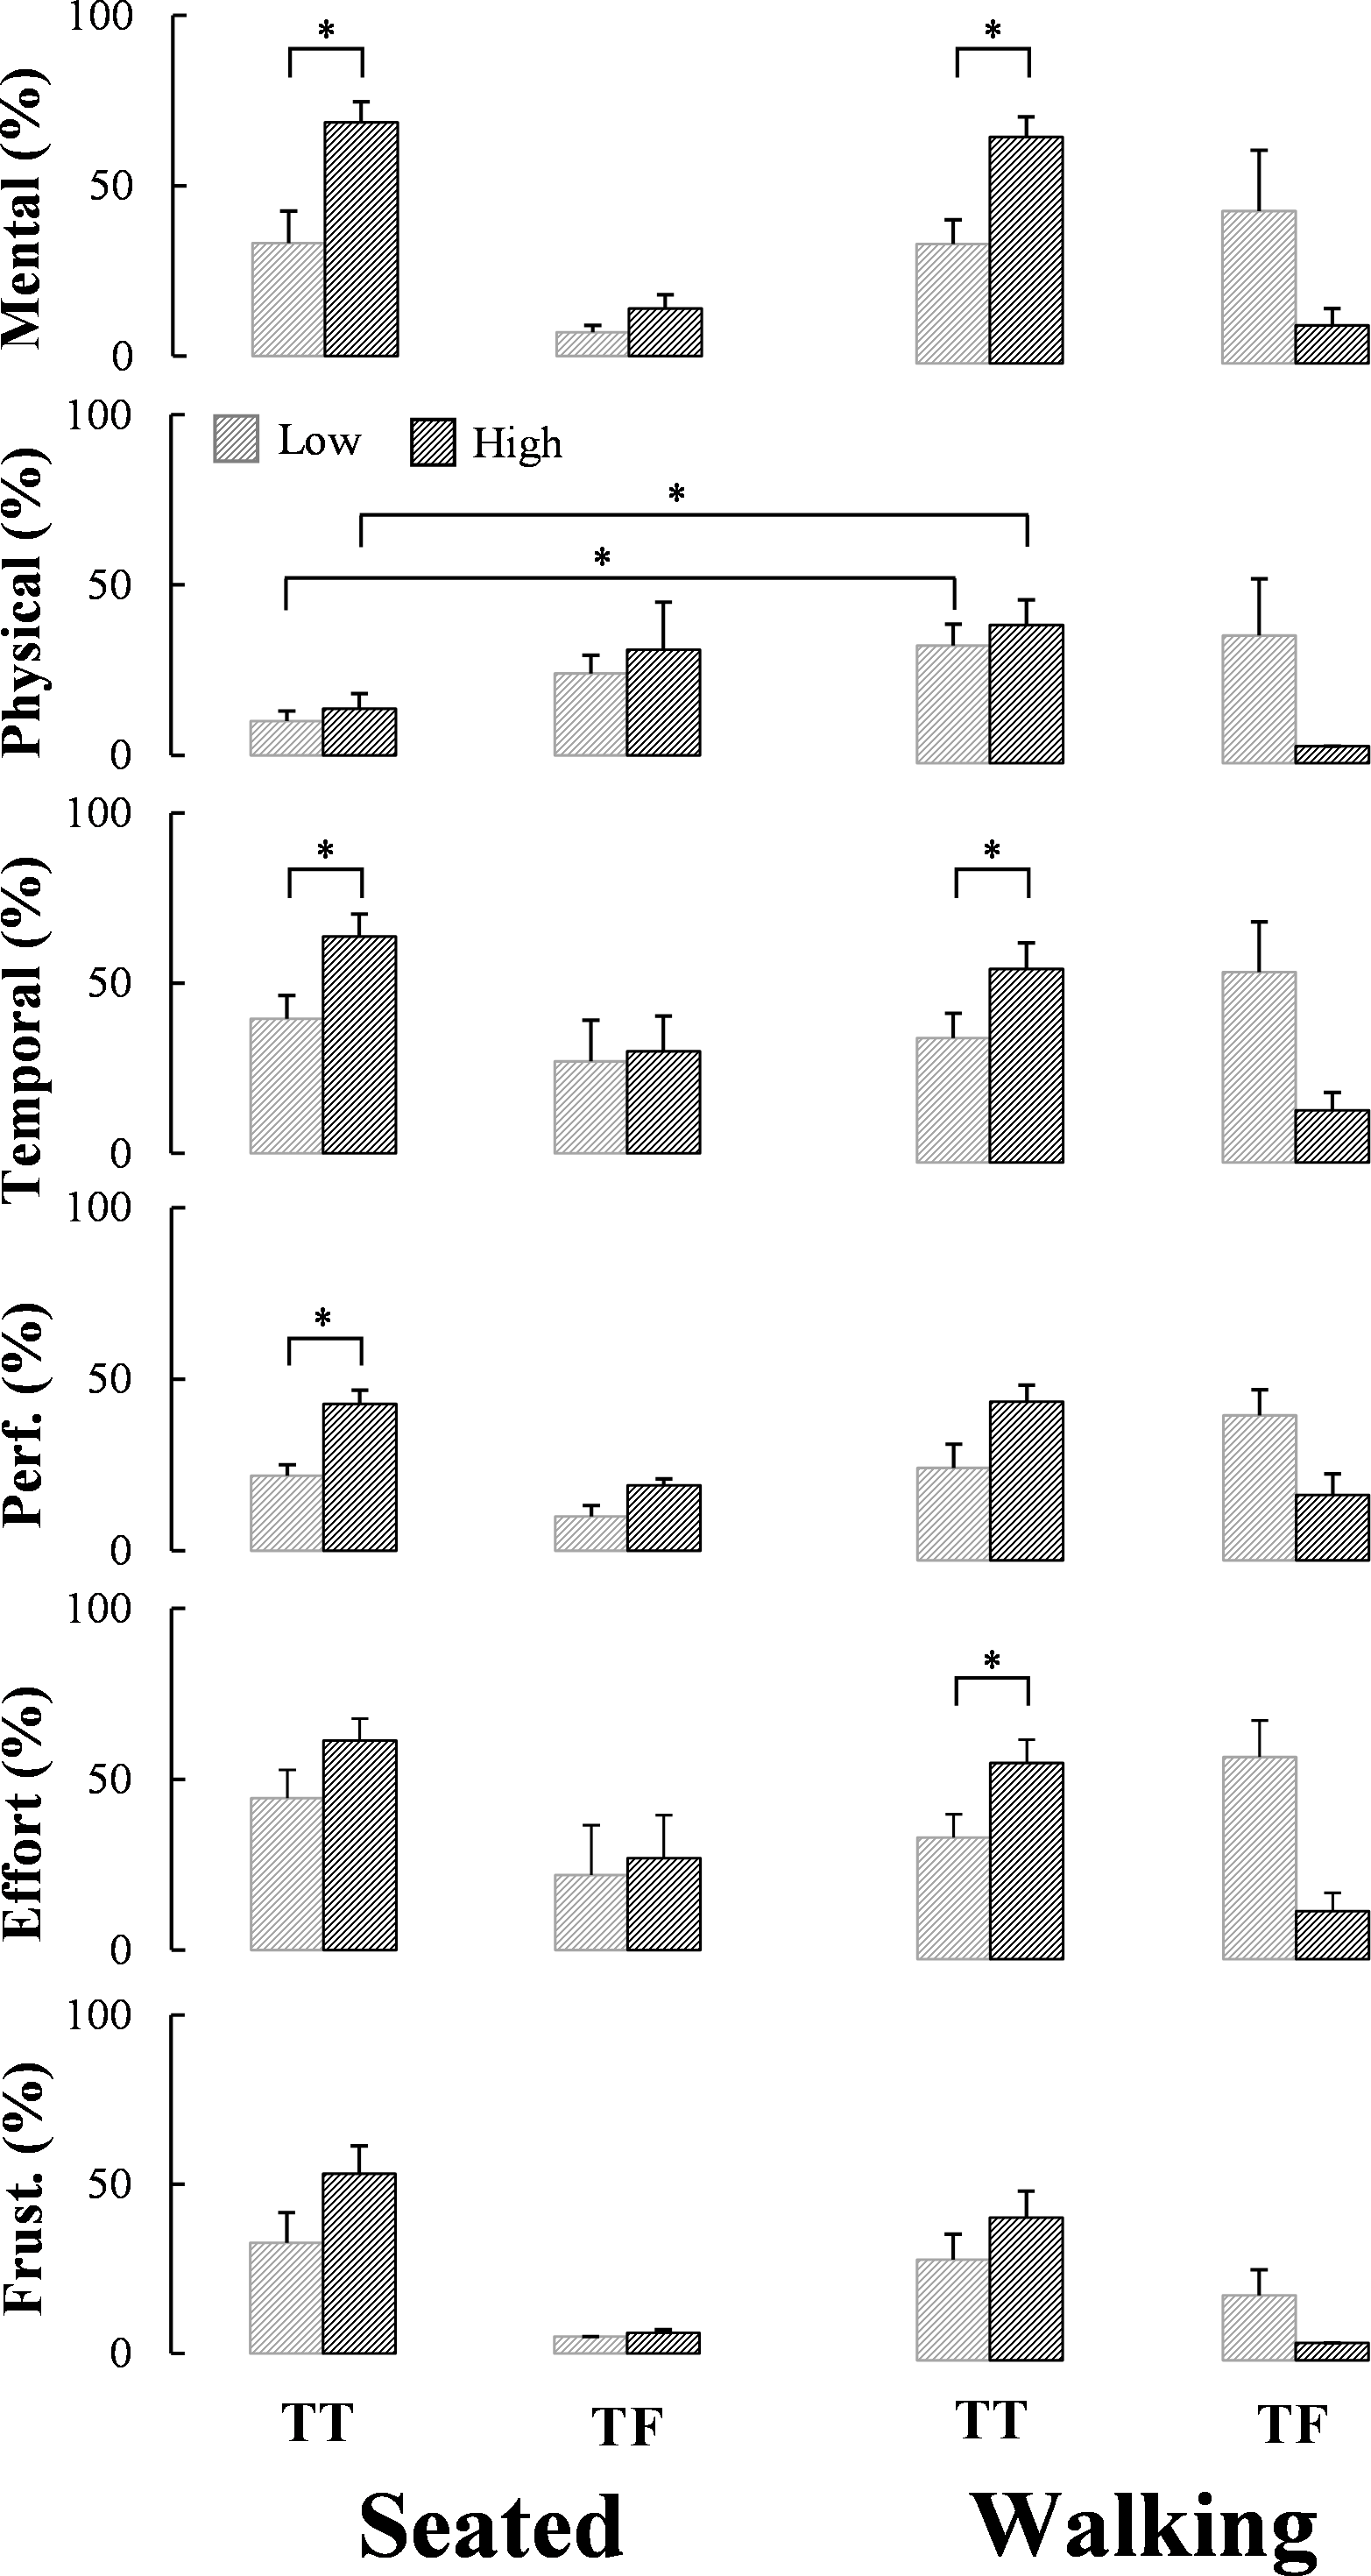 100
*
*
Mental (%)
50
0
100
Low
High
*
Physical (%)
*
50
0
100
*
*
Temporal (%)
50
0
100
*
Perf. (%)
50
0
100
*
Effort (%)
50
0
100
Frust. (%)
50
0
TT
TF
TT
TF
Seated
Walking